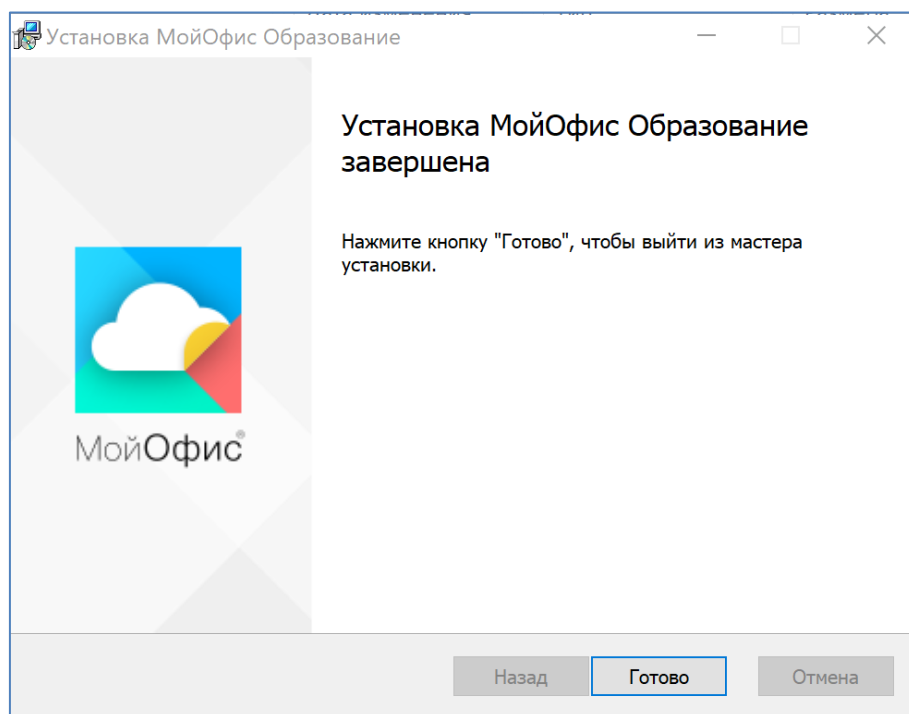 Установка МойОфис Образование
Установка МойОфис Образование
завершена
Нажмите кнопку "Готово", чтобы выйти из мастера
установки.
МойОфис®
Назад Готово Отмена